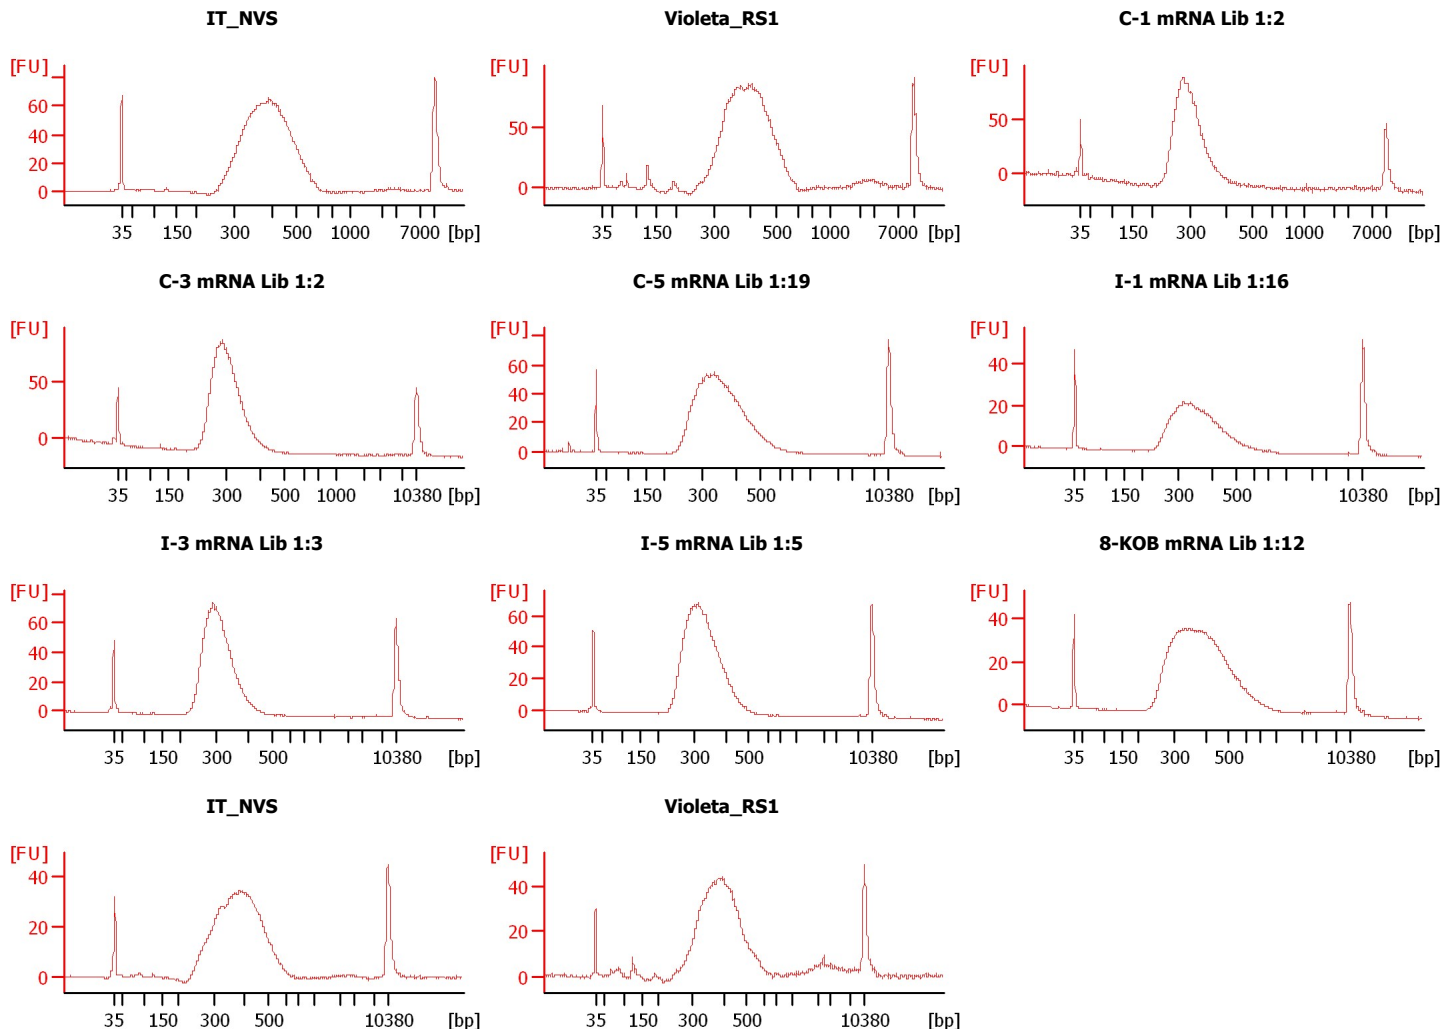 IT_NVS Violeta_RS1 C-1 mRNA Lib 1:2
[FU] [FU] [FU]
60
40
20
0
50
0
50
0
35 150 300 500 1000 7000 [bp] 35 150 300 500 1000 7000 [bp] 35 150 300 500 1000 7000 [bp]
C-3 mRNA Lib 1:2 C-5 mRNA Lib 1:19 I-1 mRNA Lib 1:16
[FU] [FU] [FU]
50
0
60
40
20
0
40
20
0
35 150 300 500 1000 10380 [bp] 35 150 300 500 10380 [bp] 35 150 300 500 10380 [bp]
I-3 mRNA Lib 1:3 I-5 mRNA Lib 1:5 8-KOB mRNA Lib 1:12
[FU] [FU] [FU]
60
40
20
0
60
40
20
0
40
20
0
35 150 300 500 10380 [bp] 35 150 300 500 10380 [bp] 35 150 300 500 10380 [bp]
IT_NVS Violeta_RS1
[FU] [FU]
40
20
0
40
20
0
35 150 300 500 10380 [bp] 35 150 300 500 10380 [bp]